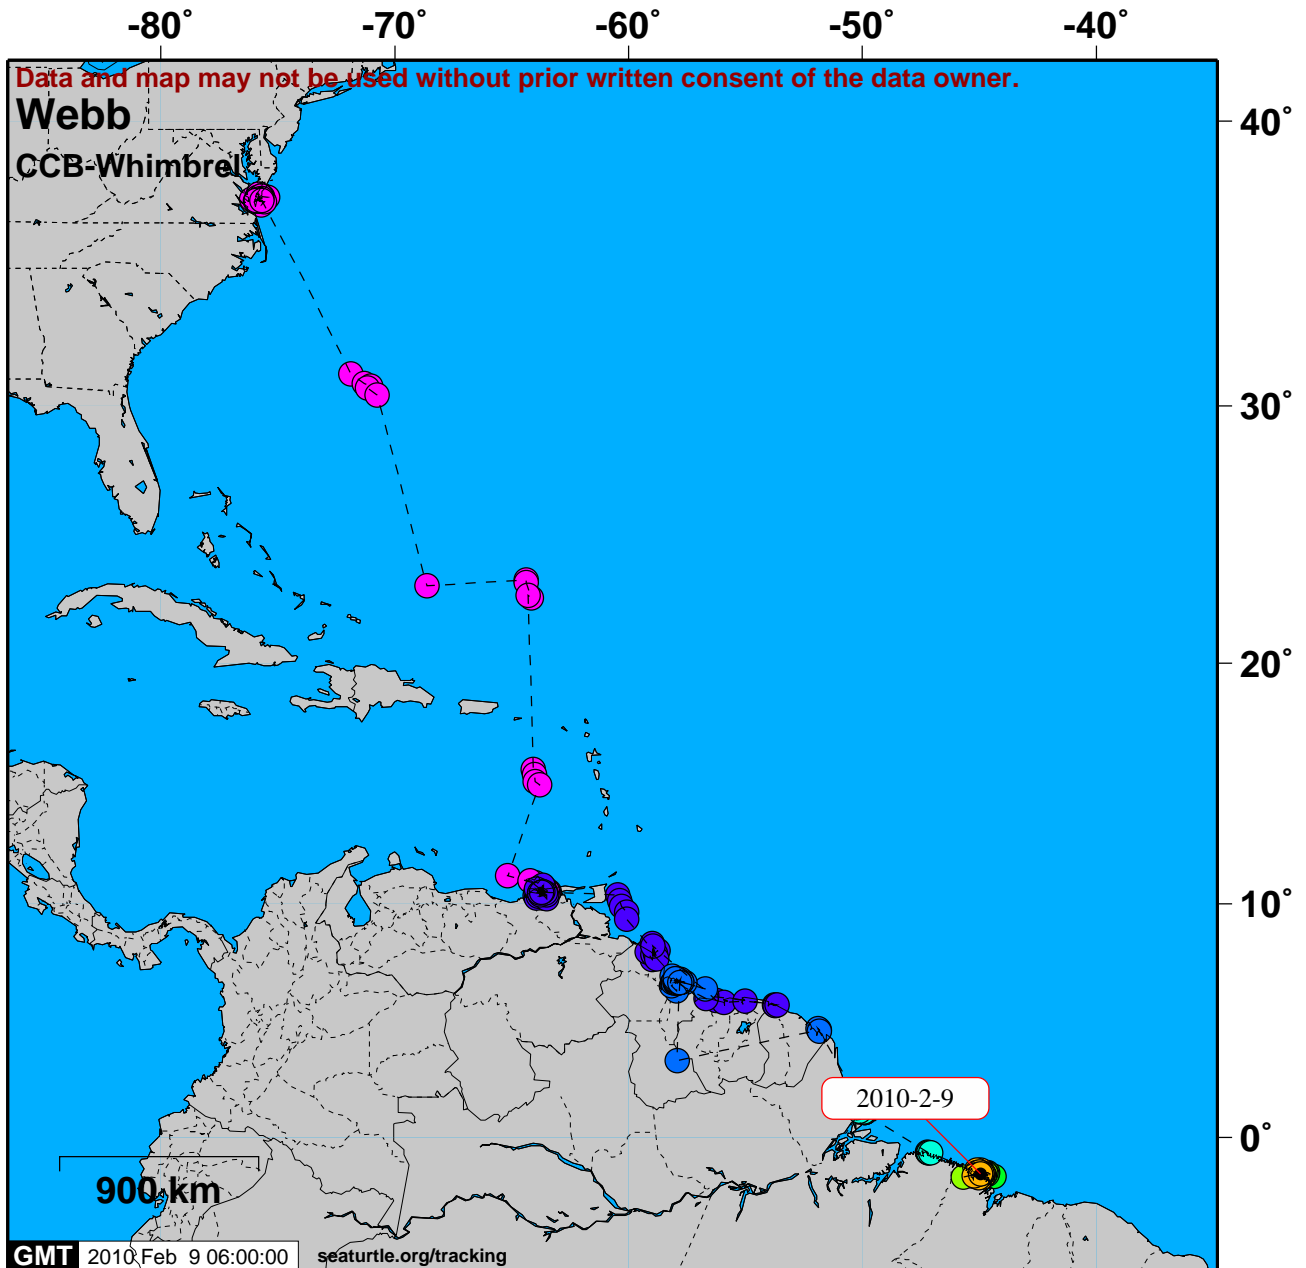 -80° -70° -60° -50° -40°
Data and map may not be used without prior written consent of the data owner.
Webb
CCB-Whimbrel
40°
30°
20°
10°
0°
2010-2-9
900 km
GMT 2010 Feb 9 06:00:00 seaturtle.org/tracking